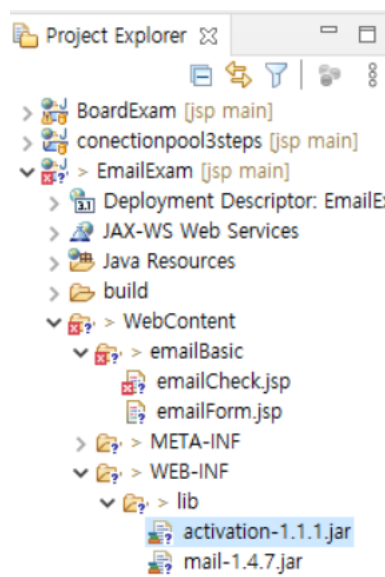 Project Explorer
BoardExam [jsp main]
conectionpool3steps [jsp main]
> EmailExam [jsp main]
Deployment Descriptor: EmailEx
JAX-WS Web Services
Java Resources
build
> WebContent
> emailBasic
emailCheck.jsp
emailForm.jsp
> META-INF
> WEB-INF
> lib
activation-1.1.1.jar
mail-1.4.7.jar